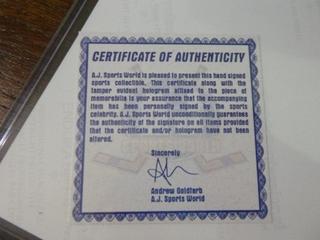 CERTIFICATE OF AUTHENTICITY
A.J. Sports World is pleased to present this hand signed
sports collectible. This certificate along with the
tamper evident hologram affixed to the piece of
memorabilia is your assurance that the accompanying
item has been personally signed by the sports
celebrity. A.J. Sports World unconditionally guarantees
the authenticity of the signature on all items provided
that the certificate and/or hologram have not been
altered.
Sincerely
Andrew Goldfarb
A.J. Sports World